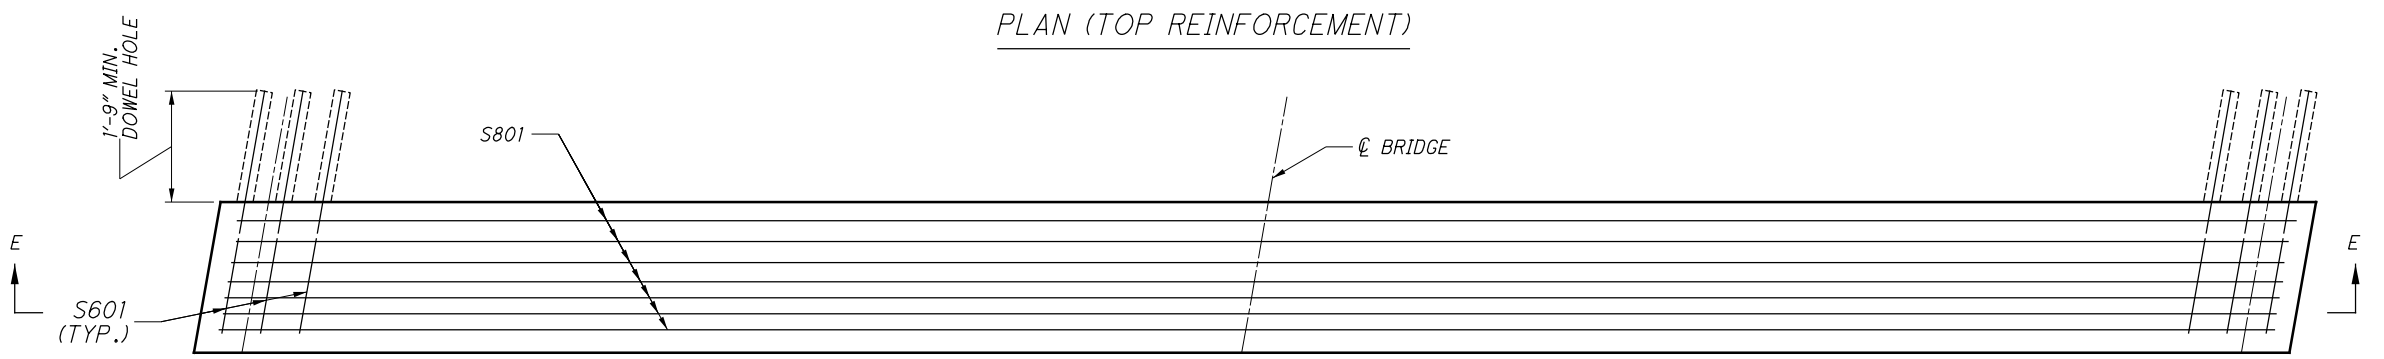 PLAN (TOP REINFORCEMENT)
1'-9" MIN.
DOWEL HOLE
S801
℄ BRIDGE
E
E
S601
(TYP.)